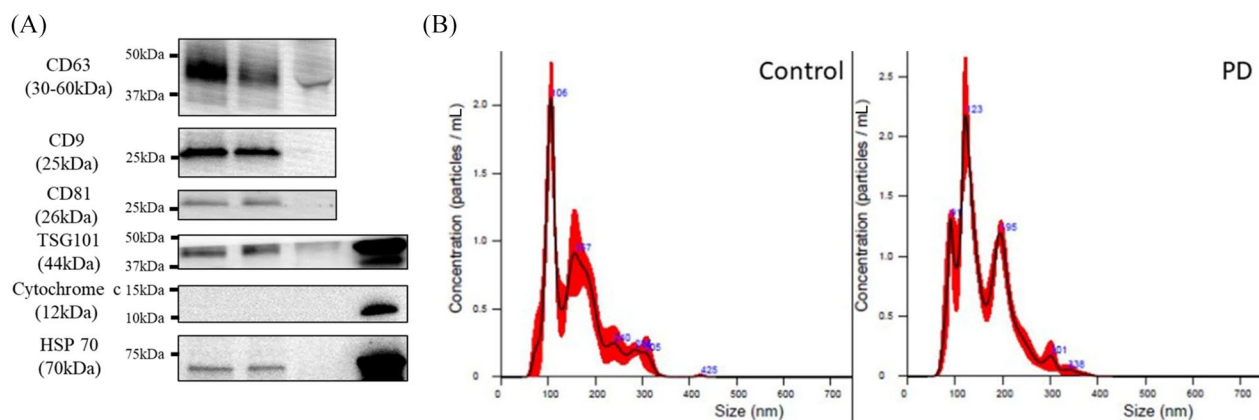 (A)
(B)
CD63
(30-60kDa)
50kDa
37kDa
CD9
(25kDa)
25kDa
CD81
(26kDa)
25kDa
TSG101
(44kDa)
50kDa
37kDa
Cytochrome c
(12kDa)
15kDa
10kDa
HSP 70
(70kDa)
75kDa
Control
Concentration (particles / mL)
2.0
1.5
1.0
0.5
0
106
0
100
200
300
400
500
600
700
425
Size (nm)
PD
Concentration (particles / mL)
2.5
2.0
1.5
1.0
0.5
0
91
123
195
301
338
0
100
200
300
400
500
600
700
Size (nm)